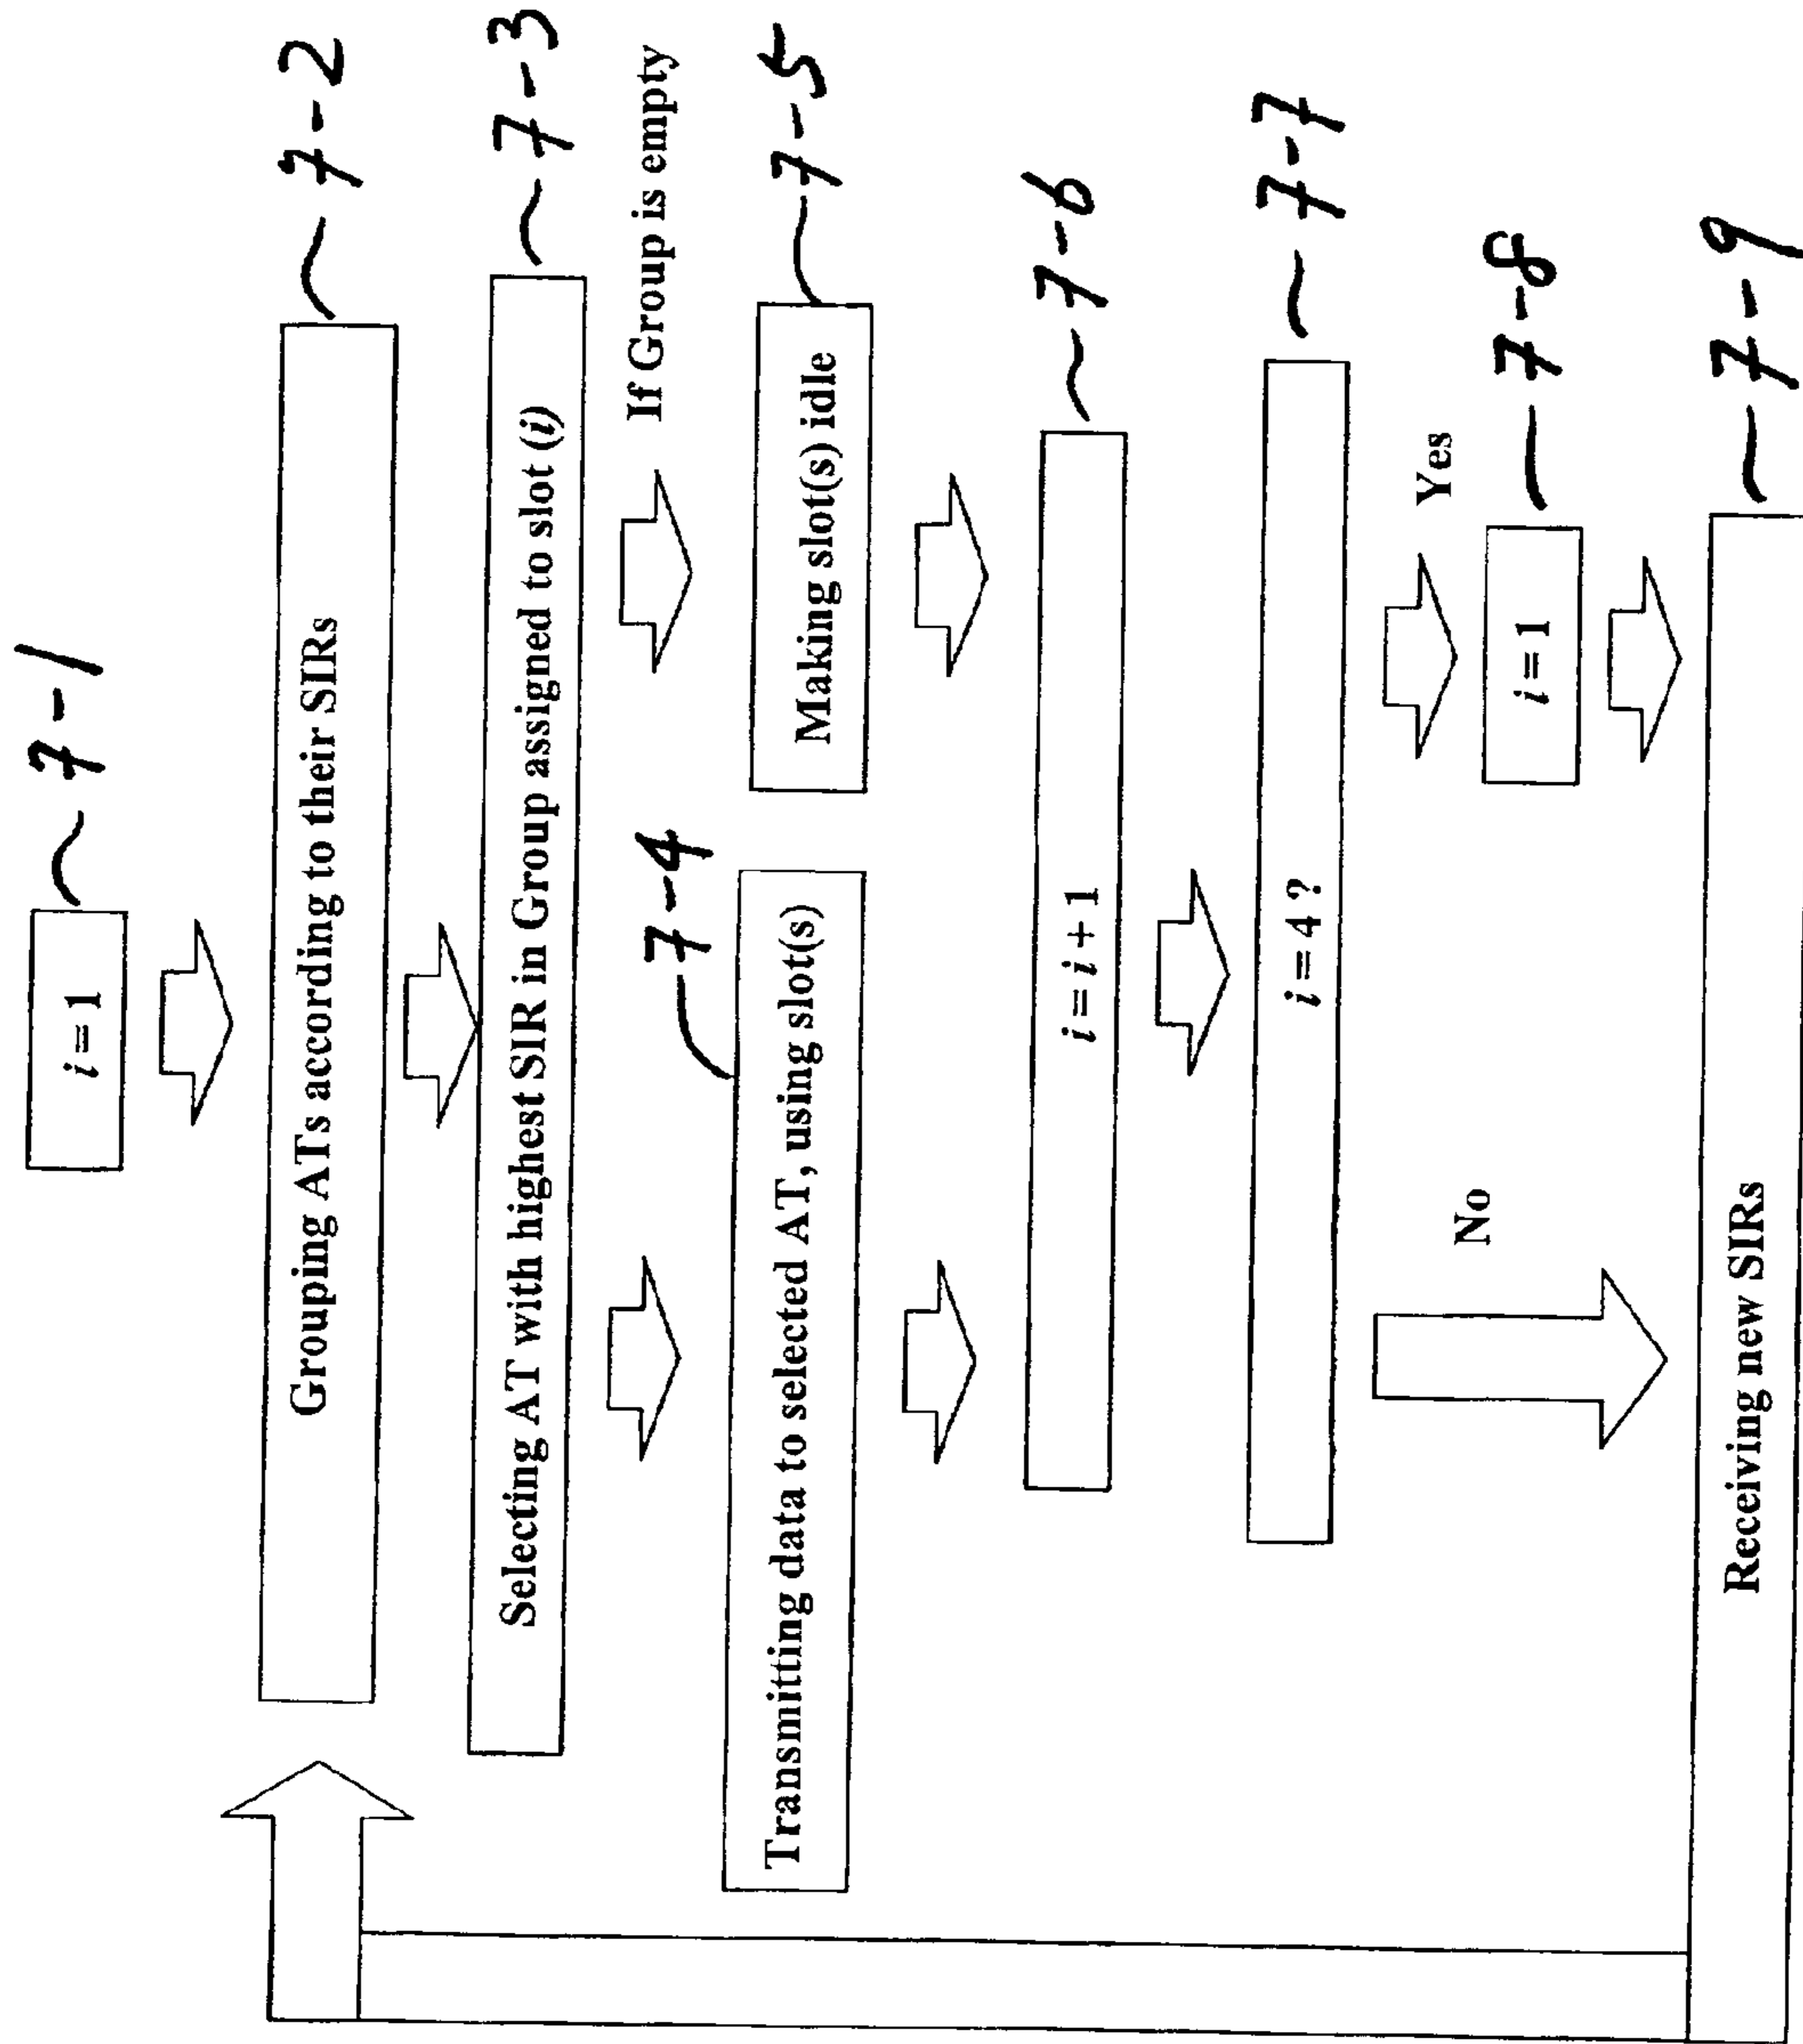 i = 1
7-1
Grouping ATs according to their SIRs
7-2
Selecting AT with highest SIR in Group assigned to slot (i)
7-3
If Group is empty
7-4
Transmitting data to selected AT, using slot(s)
Making slot(s) idle
7-5
i = i + 1
7-6
i = 4 ?
7-7
No
Yes
i = 1
7-8
Receiving new SIRs
7-9